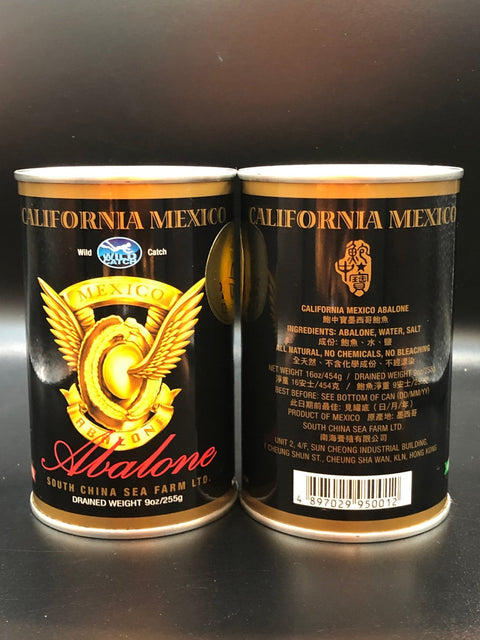 CALIFORNIA MEXICO
Wild WILD CATCH Catch
MEXICO
ABALONE
Abalone
SOUTH CHINA SEA FARM LTD.
DRAINED WEIGHT 9oz/255g
CALIFORNIA MEXICO
CALIFORNIA MEXICO ABALONE
鮑中寶墨西哥鮑魚
INGREDIENTS: ABALONE, WATER, SALT
成份: 鮑魚、水、鹽
ALL NATURAL, NO CHEMICALS, NO BLEACHING
全天然、不含化學成份、不經漂染
NET WEIGHT 16oz/454g / DRAINED WEIGHT 9oz/255g
淨重 16安士/454克 / 鮑魚淨重 9安士/
BEST BEFORE: SEE BOTTOM OF CAN (DD/MM/YY)
此日期前最佳: 見罐底 (日/月/年)
PRODUCT OF MEXICO 原產地: 墨西哥
SOUTH CHINA SEA FARM LTD.
南海養殖有限公司
UNIT 2, 4/F, SUN CHEONG INDUSTRIAL BUILDING,
CHEUNG SHUN ST., CHEUNG SHA WAN, KLN, HONG KONG
4 897029 950012